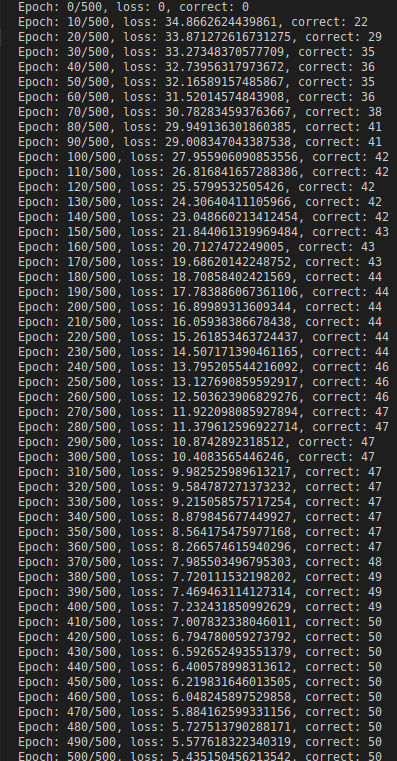 Epoch: 0/500, loss: 0, correct: 0
Epoch: 10/500, loss: 34.8662624439861, correct: 22
Epoch: 20/500, loss: 33.871272616731275, correct: 29
Epoch: 30/500, loss: 33.27348370577709, correct: 35
Epoch: 40/500, loss: 32.73956317973672, correct: 36
Epoch: 50/500, loss: 32.16589157485867, correct: 35
Epoch: 60/500, loss: 31.52014574843908, correct: 36
Epoch: 70/500, loss: 30.782834593763667, correct: 38
Epoch: 80/500, loss: 29.949136301860385, correct: 41
Epoch: 90/500, loss: 29.008347043387538, correct: 41
Epoch: 100/500, loss: 27.955906090853556, correct: 42
Epoch: 110/500, loss: 26.816841657288386, correct: 42
Epoch: 120/500, loss: 25.5799532505426, correct: 42
Epoch: 130/500, loss: 24.30640411105966, correct: 42
Epoch: 140/500, loss: 23.048660213412454, correct: 42
Epoch: 150/500, loss: 21.844061319969484, correct: 43
Epoch: 160/500, loss: 20.7127472249005, correct: 43
Epoch: 170/500, loss: 19.68620142248752, correct: 43
Epoch: 180/500, loss: 18.70858402421569, correct: 44
Epoch: 190/500, loss: 17.783886067361106, correct: 44
Epoch: 200/500, loss: 16.89989313609344, correct: 44
Epoch: 210/500, loss: 16.05938386678438, correct: 44
Epoch: 220/500, loss: 15.261853463724437, correct: 44
Epoch: 230/500, loss: 14.507171390461165, correct: 44
Epoch: 240/500, loss: 13.795205544216092, correct: 46
Epoch: 250/500, loss: 13.127690859592917, correct: 46
Epoch: 260/500, loss: 12.503623906829276, correct: 46
Epoch: 270/500, loss: 11.922098085927894, correct: 47
Epoch: 280/500, loss: 11.379612596922714, correct: 47
Epoch: 290/500, loss: 10.8742892318512, correct: 47
Epoch: 300/500, loss: 10.4083565446246, correct: 47
Epoch: 310/500, loss: 9.982525989613217, correct: 47
Epoch: 320/500, loss: 9.584787271373232, correct: 47
Epoch: 330/500, loss: 9.215058575717254, correct: 47
Epoch: 340/500, loss: 8.879845677449927, correct: 47
Epoch: 350/500, loss: 8.564175475977168, correct: 47
Epoch: 360/500, loss: 8.266574615940296, correct: 47
Epoch: 370/500, loss: 7.985503496795303, correct: 48
Epoch: 380/500, loss: 7.720111532198202, correct: 49
Epoch: 390/500, loss: 7.469463114127314, correct: 49
Epoch: 400/500, loss: 7.232431850992629, correct: 49
Epoch: 410/500, loss: 7.007832338046011, correct: 50
Epoch: 420/500, loss: 6.794780059273792, correct: 50
Epoch: 430/500, loss: 6.592652493551379, correct: 50
Epoch: 440/500, loss: 6.400578998313612, correct: 50
Epoch: 450/500, loss: 6.219831646013505, correct: 50
Epoch: 460/500, loss: 6.048245897529858, correct: 50
Epoch: 470/500, loss: 5.884162599331156, correct: 50
Epoch: 480/500, loss: 5.727513790288171, correct: 50
Epoch: 490/500, loss: 5.577618322340319, correct: 50
Epoch: 500/500, loss: 5.435150456213542, correct: 50